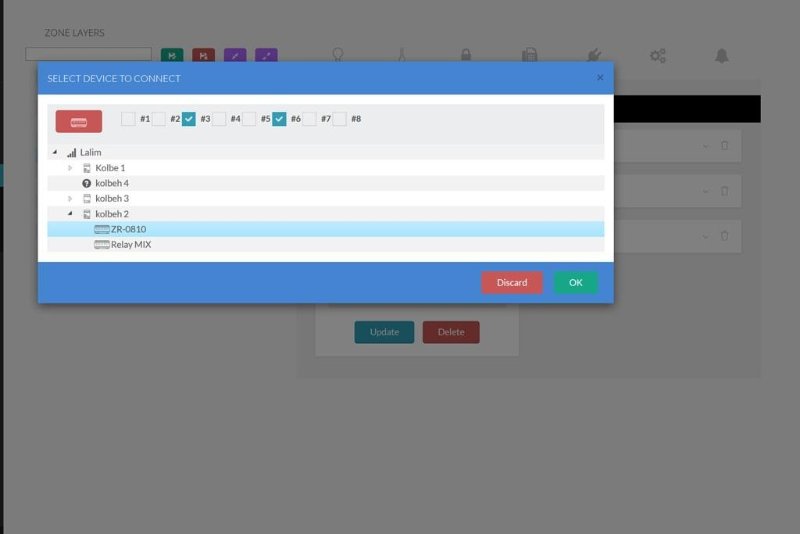 ZONE LAYERS
SELECT DEVICE TO CONNECT ×
#1 #2 #3 #4 #5 #6 #7 #8
Lalim
Kolbe 1
kolbeh 4
kolbeh 3
kolbeh 2
ZR-0810
Relay MIX
Discard OK
Update Delete